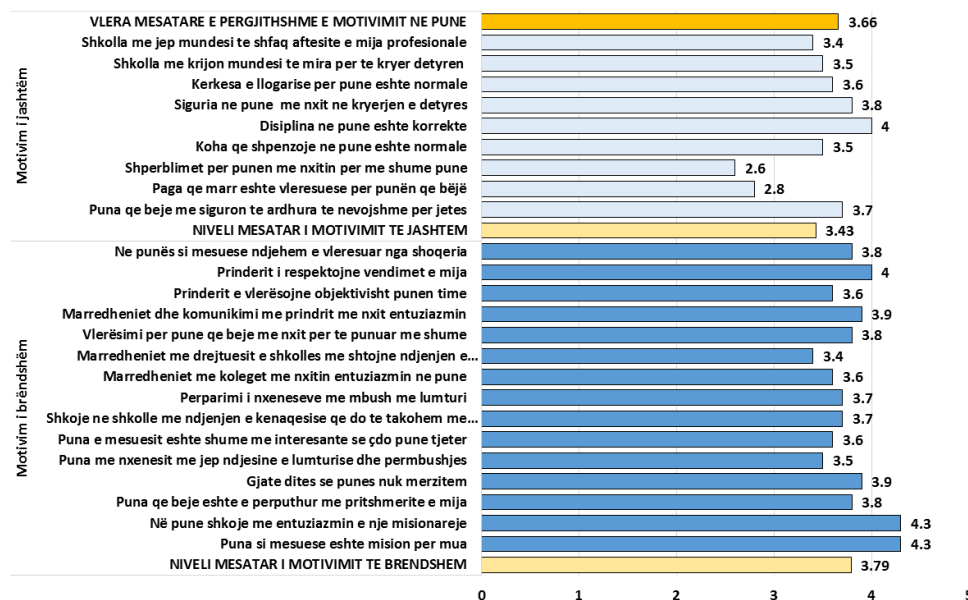 VLERA MESATARE E PERGJITHSHME E MOTIVIMIT NE PUNE 3.66
Motivim i jashtëm
Shkolla me jep mundesi te shfaq aftesite e mija profesionale 3.4
Shkolla me krijon mundesi te mira per te kryer detyren 3.5
Kerkesa e llogarise per pune eshte normale 3.6
Siguria ne pune me nxit ne kryerjen e detyres 3.8
Disiplina ne pune eshte korrekte 4
Koha qe shpenzoje ne pune eshte normale 3.5
Shperblimet per punen me nxitin per me shume pune 2.6
Paga qe marr eshte vleresuese per punën qe bëjë 2.8
Puna qe beje me siguron te ardhura te nevojshme per jetes 3.7
NIVELI MESATAR I MOTIVIMIT TE JASHTEM 3.43
Motivim i brëndshëm
Ne punës si mesuese ndjehem e vleresuar nga shoqeria 3.8
Prinderit i respektojne vendimet e mija 4
Prinderit e vlerësojne objektivisht punen time 3.6
Marredheniet dhe komunikimi me prindrit me nxit entuziazmin 3.9
Vlerësimi per pune qe beje me nxit per te punuar me shume 3.8
Marredheniet me drejtuesit e shkolles me shtojne ndjenjen e... 3.4
Marredheniet me koleget me nxitin entuziazmin ne pune 3.6
Perparimi i nxeneseve me mbush me lumturi 3.7
Shkoje ne shkolle me ndjenjen e kenaqesise qe do te takohem me... 3.7
Puna e mesuesit eshte shume me interesante se çdo pune tjeter 3.6
Puna me nxenesit me jep ndjesine e lumturise dhe permbushjes 3.5
Gjate dites se punes nuk merzitem 3.9
Puna qe beje eshte e perputhur me pritshmerite e mija 3.8
Në pune shkoje me entuziazmin e nje misionareje 4.3
Puna si mesuese eshte mision per mua 4.3
NIVELI MESATAR I MOTIVIMIT TE BRENDSHEM 3.79
0 1 2 3 4 5